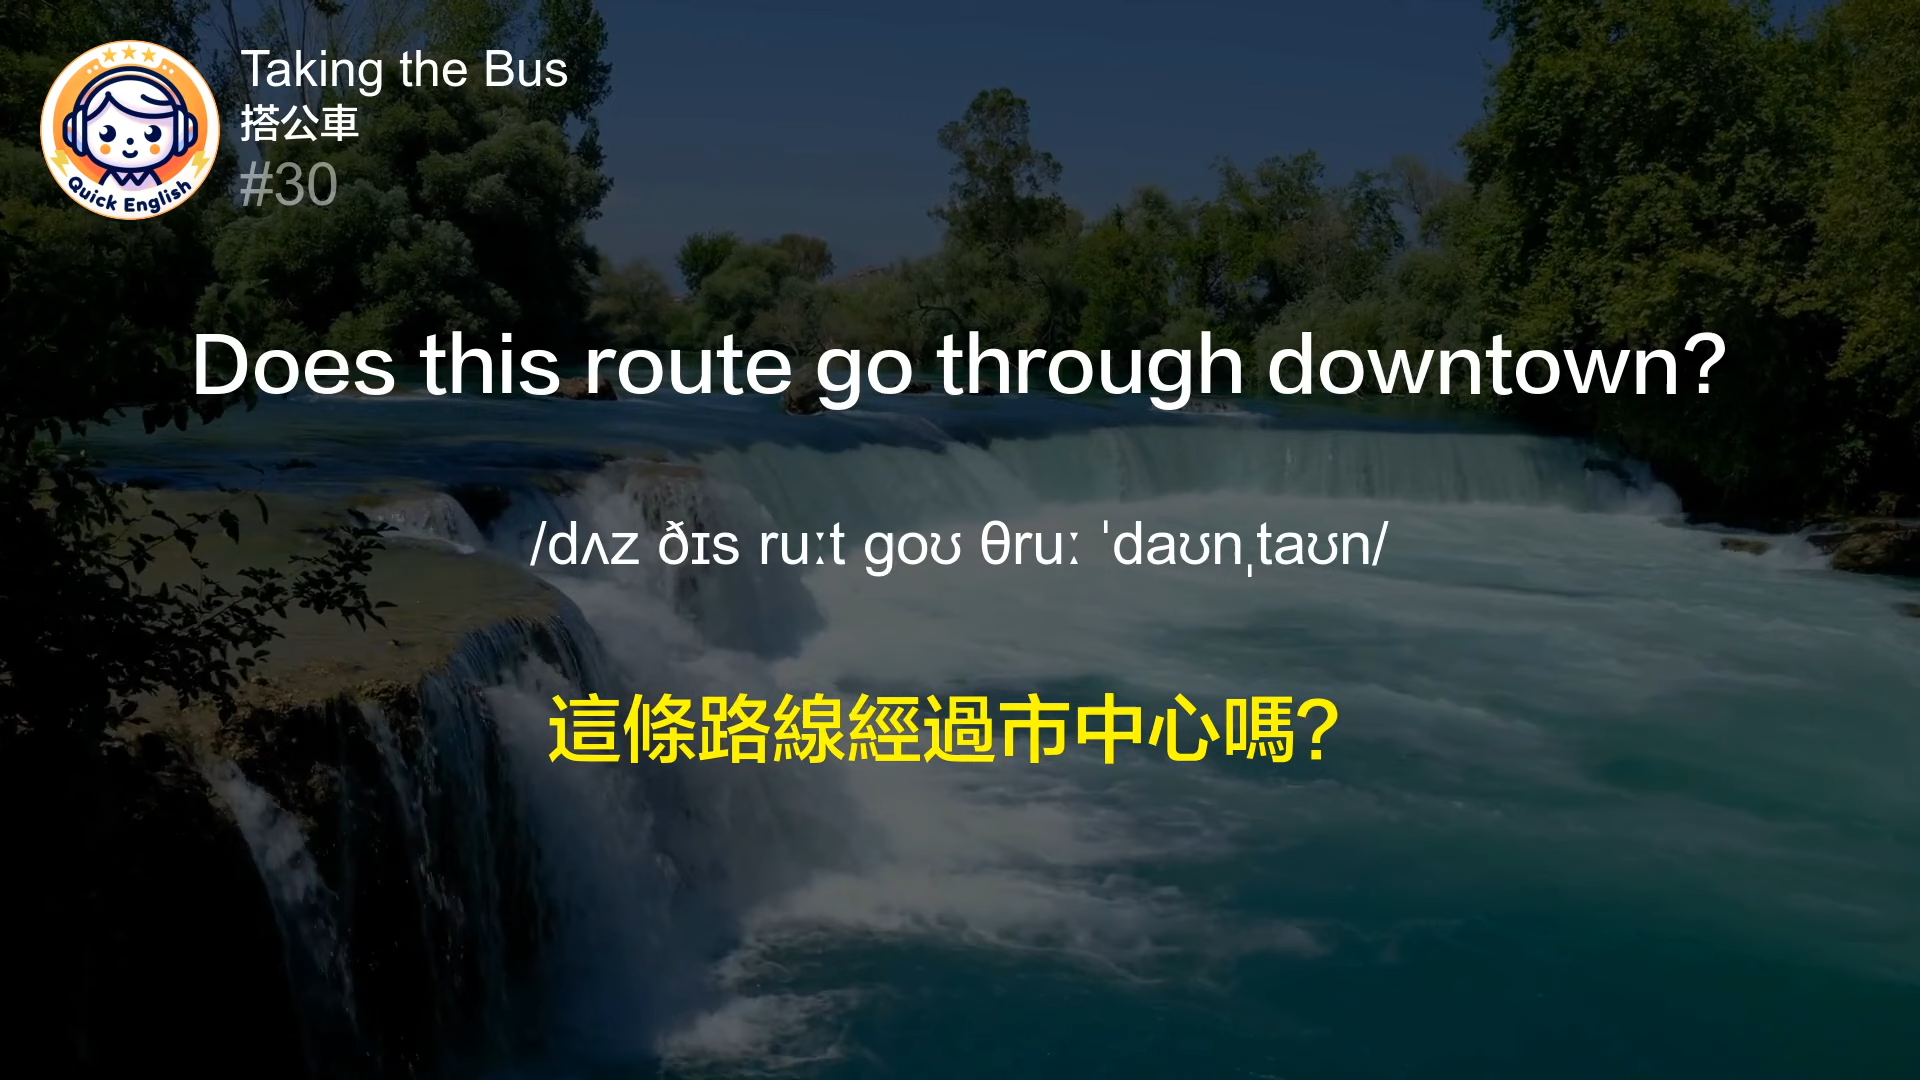 Taking the Bus
搭公車
#30
Quick English
Does this route go through downtown?
/dʌz ðɪs ruːt goʊ θruː ˈdaʊnˌtaʊn/
這條路線經過市中心嗎?